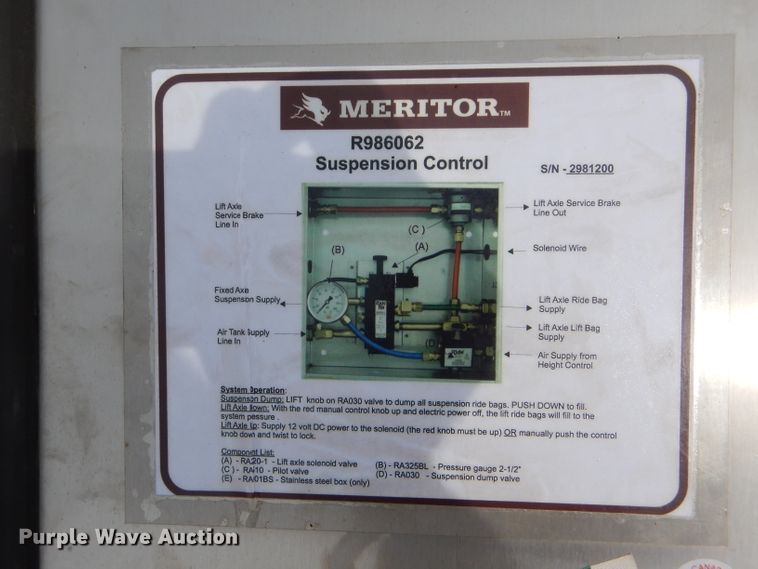 MERITOR™
R986062
Suspension Control
S/N - 2981200
Lift Axle
Service Brake
Line In
Lift Axle Service Brake
Line Out
(C)
(A)
(B)
Solenoid Wire
Fixed Axe
Suspension Supply
Lift Axle Ride Bag
Supply
Air Tank Supply
Line In
Lift Axle Lift Bag
Supply
(D)
Air Supply from
Height Control
System Operation:
Suspension Dump: LIFT knob on RA030 valve to dump all suspension ride bags. PUSH DOWN to fill.
Lift Axle Down: With the red manual control knob up and electric power off, the lift ride bags will fill to the
system pessure .
Lift Axle Up: Supply 12 volt DC power to the solenoid (the red knob must be up) OR manually push the control
knob down and twist to lock.
Component List:
(A) - RA20-1 - Lift axle solenoid valve
(B) - RA325BL - Pressure gauge 2-1/2"
(C ) - RA10 - Pilot valve
(D) - RA030 - Suspension dump valve
(E) - RA01BS - Stainless steel box (only)
Purple Wave Auction